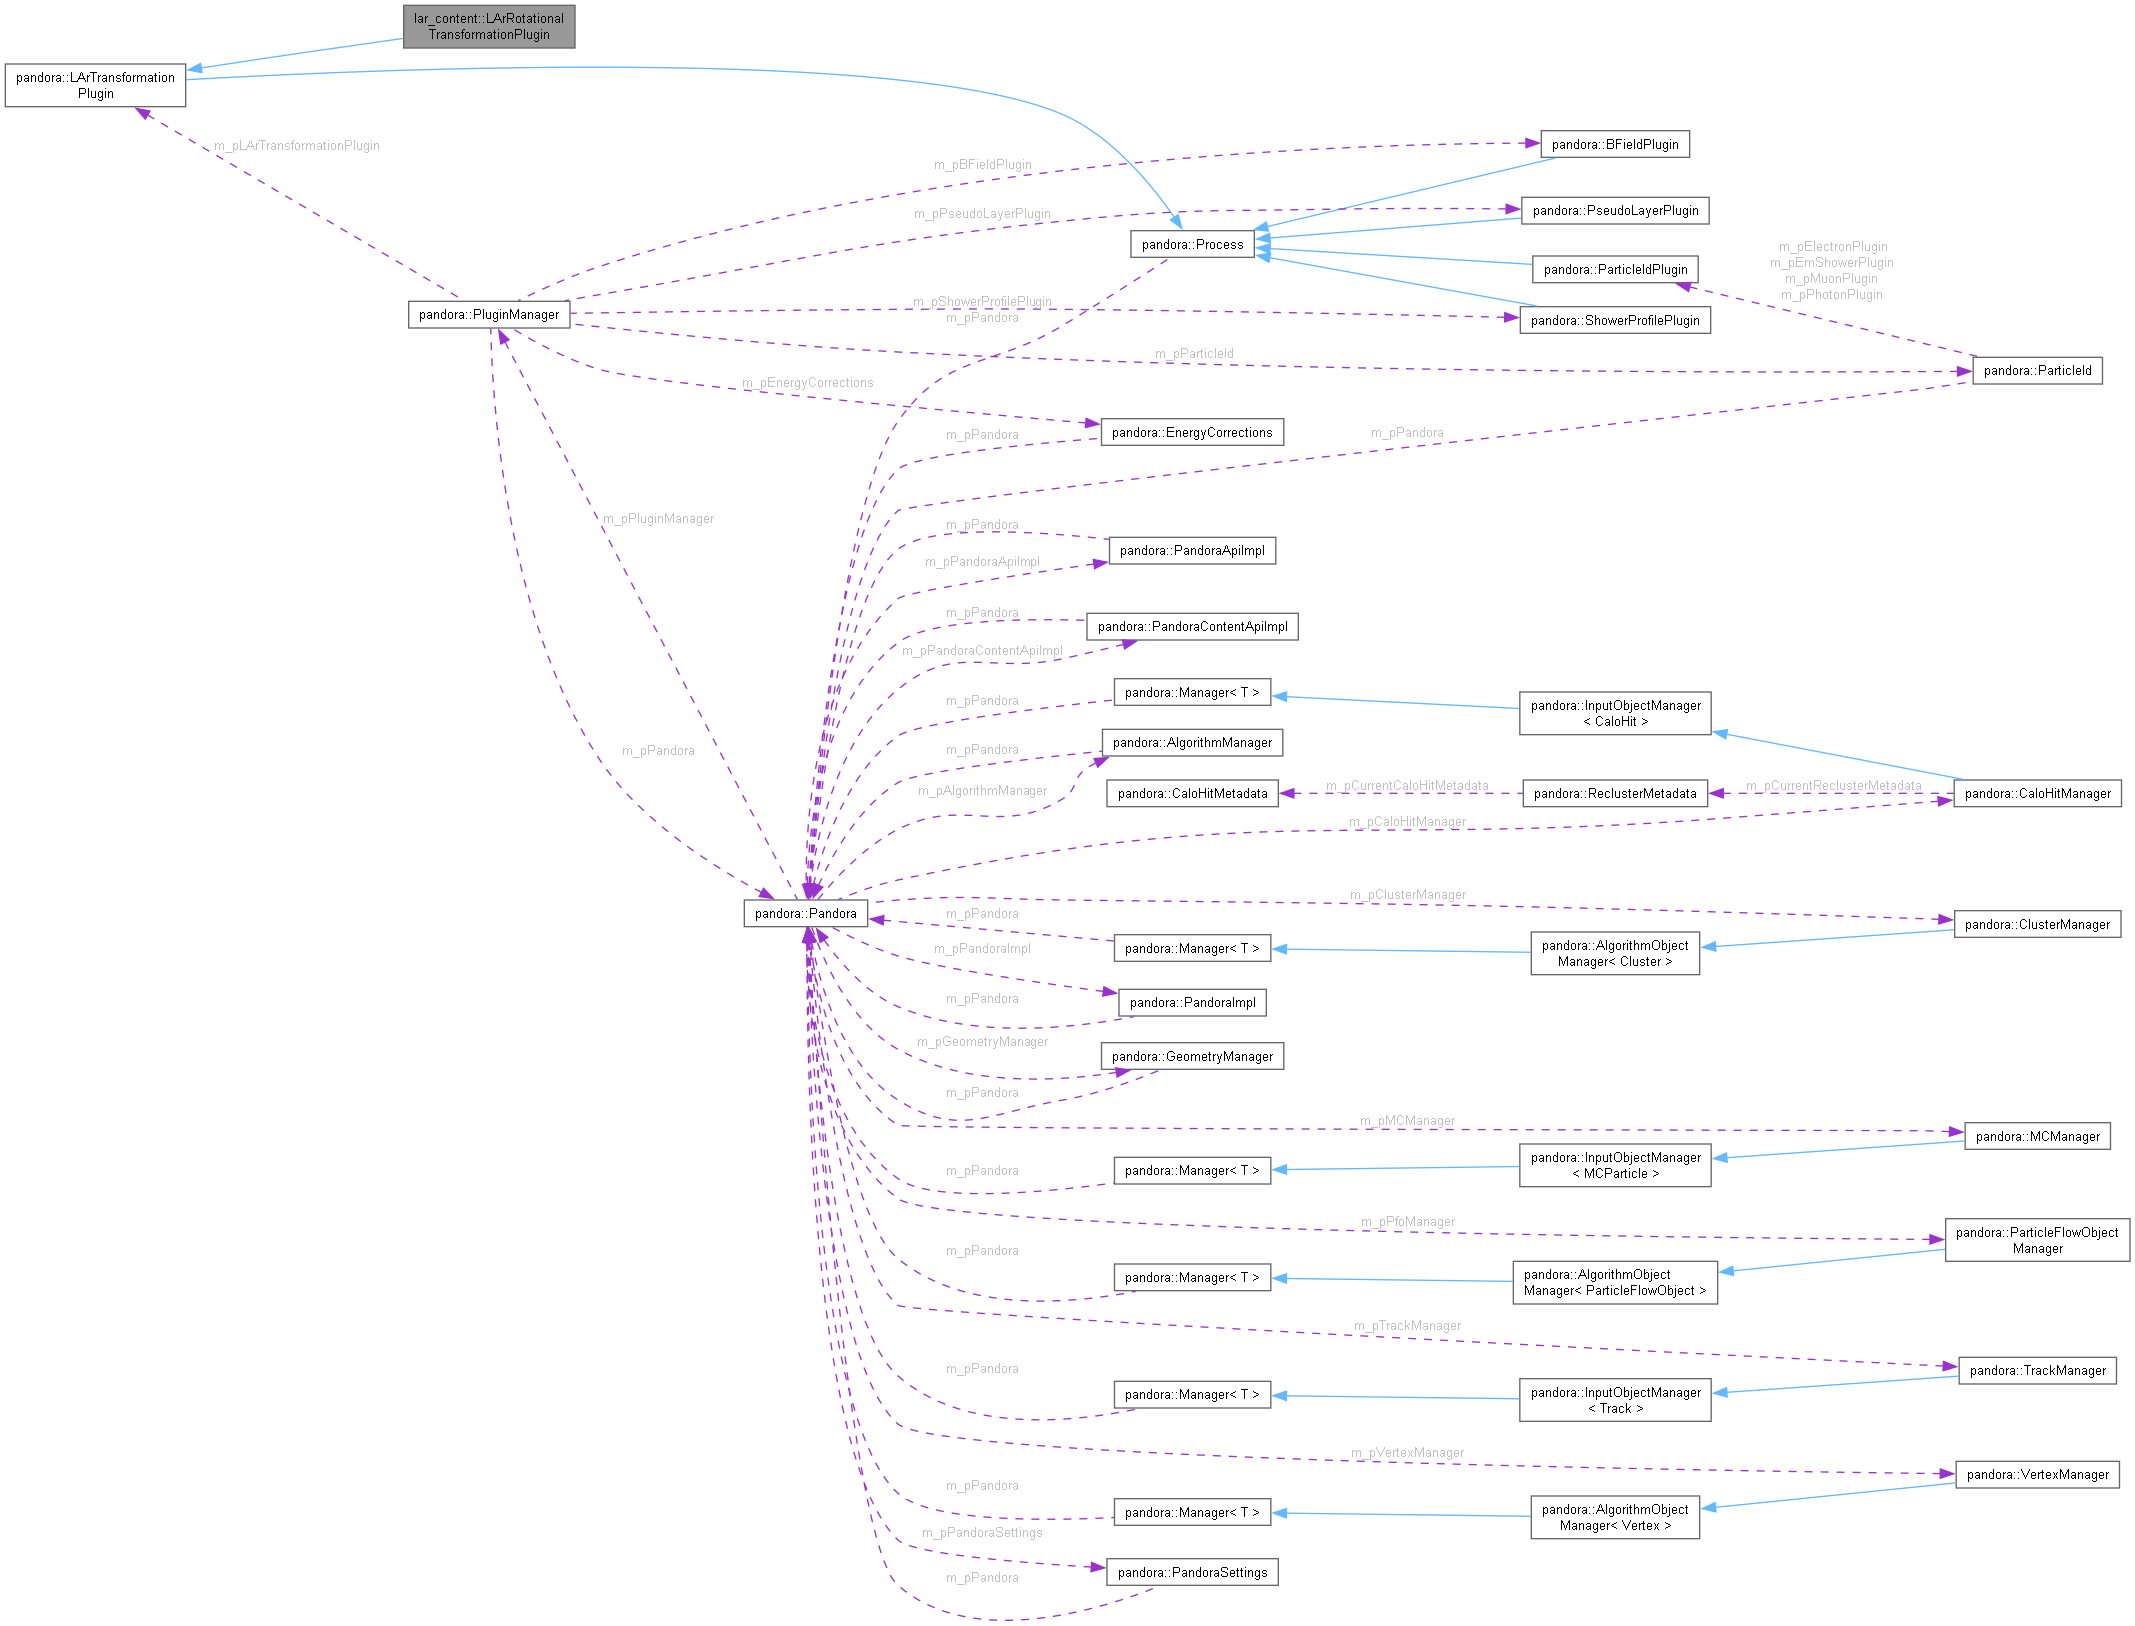 lar_content::LArRotational
TransformationPlugin
pandora::LArTransformation
Plugin
m_pLArTransformationPlugin
pandora::BFieldPlugin
m_pBFieldPlugin
pandora::PseudoLayerPlugin
m_pPseudoLayerPlugin
pandora::Process
m_pElectronPlugin
m_pEmShowerPlugin
m_pMuonPlugin
m_pPhotonPlugin
pandora::ParticleIdPlugin
m_pShowerProfilePlugin
m_pPandora
pandora::PluginManager
pandora::ShowerProfilePlugin
m_pParticleId
pandora::ParticleId
m_pEnergyCorrections
pandora::EnergyCorrections
m_pPandora
m_pPandora
m_pPluginManager
m_pPandora
pandora::PandoraApiImpl
m_pPandoraApiImpl
m_pPandora
pandora::PandoraContentApiImpl
m_pPandoraContentApiImpl
pandora::Manager< T >
m_pPandora
pandora::InputObjectManager
< CaloHit >
m_pPandora
m_pPandora
pandora::AlgorithmManager
m_pAlgorithmManager
pandora::CaloHitMetadata
m_pCurrentCaloHitMetadata
pandora::ReclusterMetadata
m_pCurrentReclusterMetadata
pandora::CaloHitManager
m_pCaloHitManager
m_pClusterManager
pandora::Pandora
m_pPandora
pandora::ClusterManager
m_pPandoraImpl
pandora::Manager< T >
pandora::AlgorithmObject
Manager< Cluster >
m_pPandora
pandora::PandoraImpl
m_pGeometryManager
pandora::GeometryManager
m_pPandora
m_pMCManager
pandora::MCManager
m_pPandora
pandora::Manager< T >
pandora::InputObjectManager
< MCParticle >
m_pPfoManager
pandora::ParticleFlowObject
Manager
m_pPandora
pandora::Manager< T >
pandora::AlgorithmObject
Manager< ParticleFlowObject >
m_pTrackManager
pandora::TrackManager
m_pPandora
pandora::Manager< T >
pandora::InputObjectManager
< Track >
m_pVertexManager
pandora::VertexManager
m_pPandora
pandora::Manager< T >
pandora::AlgorithmObject
Manager< Vertex >
m_pPandoraSettings
pandora::PandoraSettings
m_pPandora